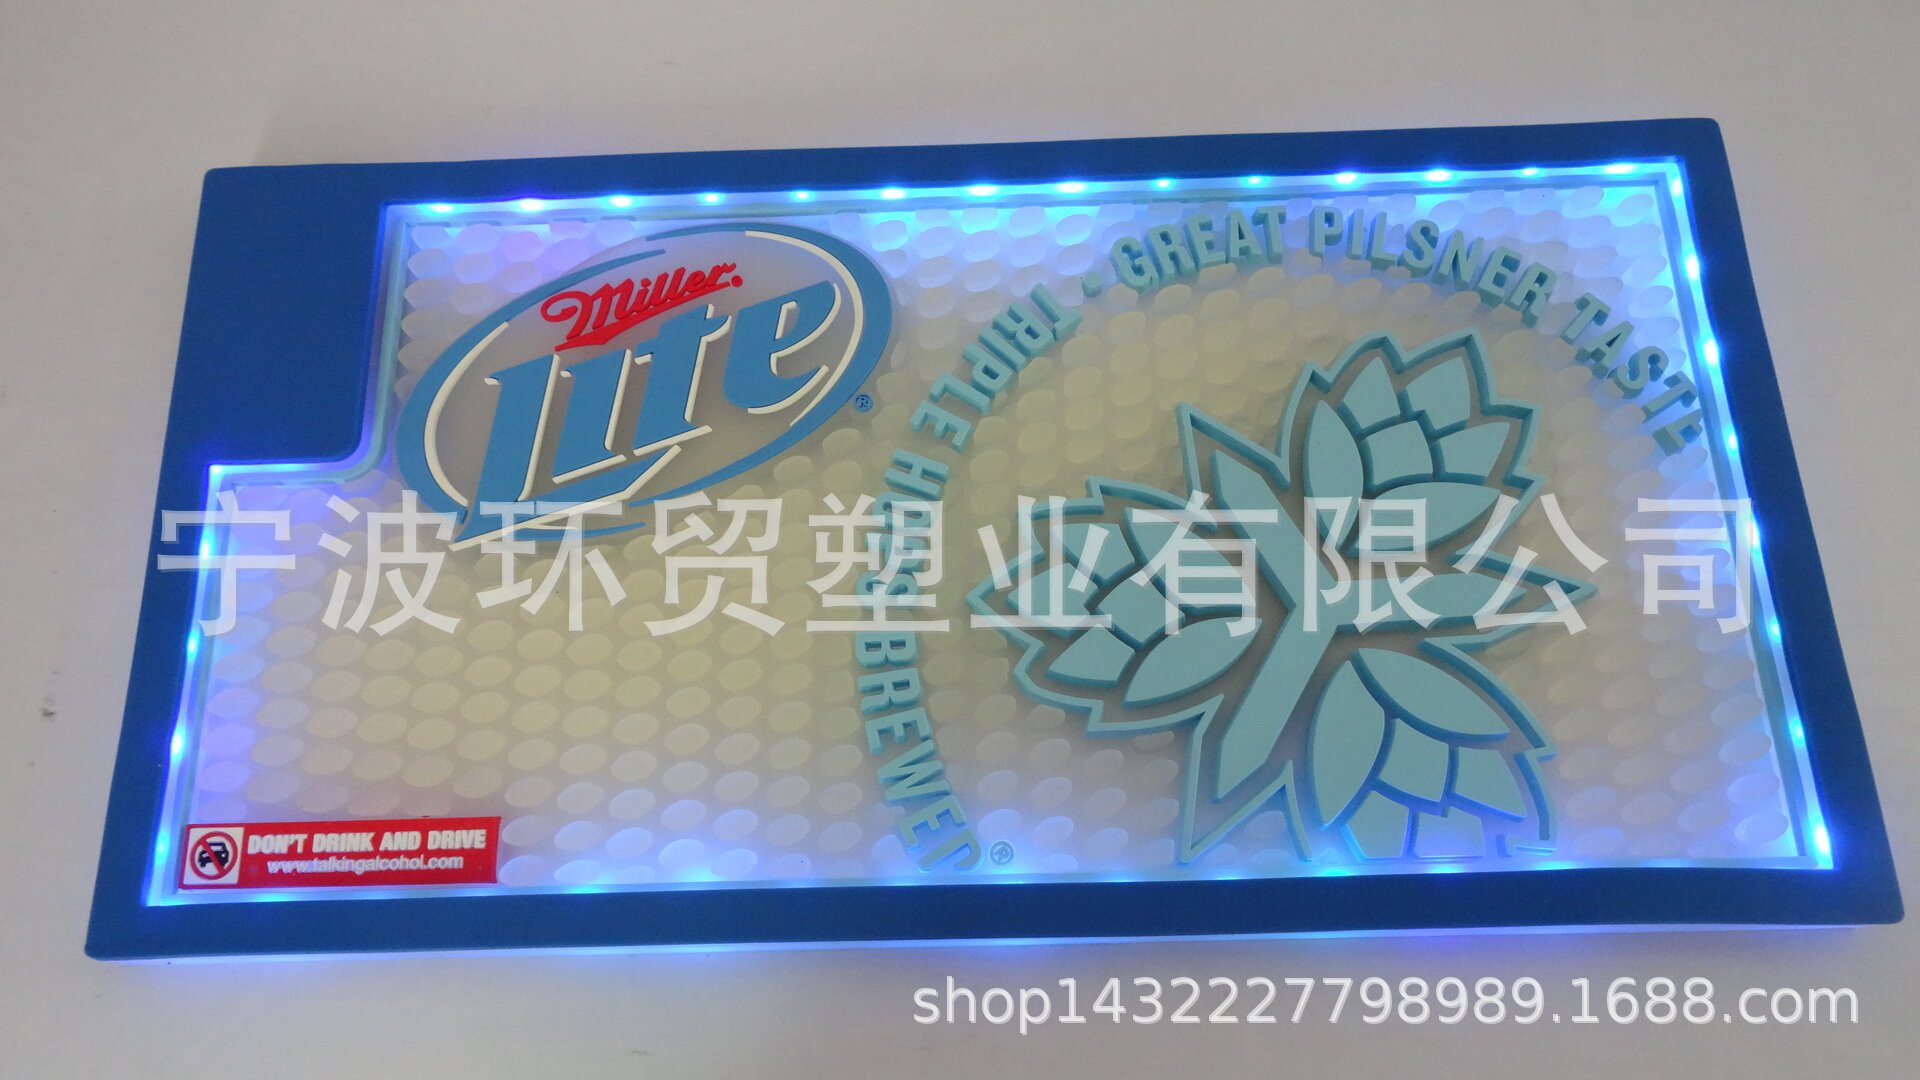 Miller
Lite
®
TRIPLE HOPS BREWED
®
• GREAT PILSNER TASTE
宁波环贸塑业有限公司
DON'T DRINK AND DRIVE
www.talkingalcohol.com
shop1432227798989.1688.com